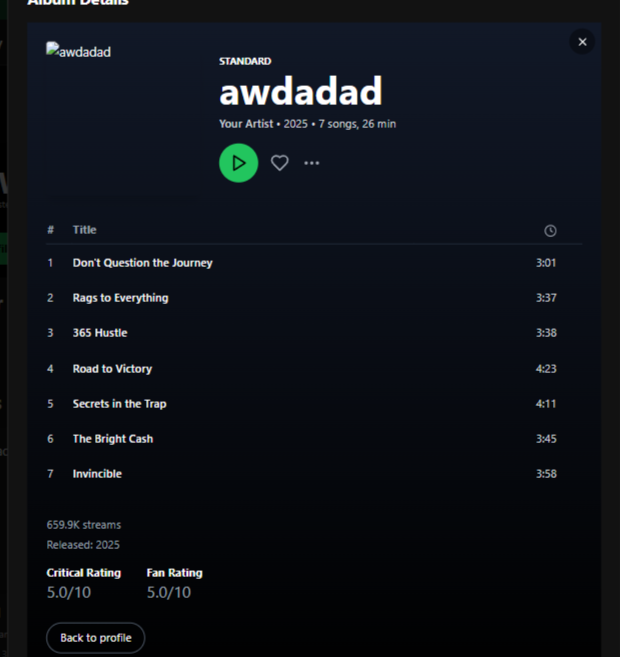 Album Details
awdadad
STANDARD
awdadad
Your Artist • 2025 • 7 songs, 26 min
# Title
1 Don't Question the Journey 3:01
2 Rags to Everything 3:37
3 365 Hustle 3:38
4 Road to Victory 4:23
5 Secrets in the Trap 4:11
6 The Bright Cash 3:45
7 Invincible 3:58
659.9K streams
Released: 2025
Critical Rating Fan Rating
5.0/10 5.0/10
Back to profile